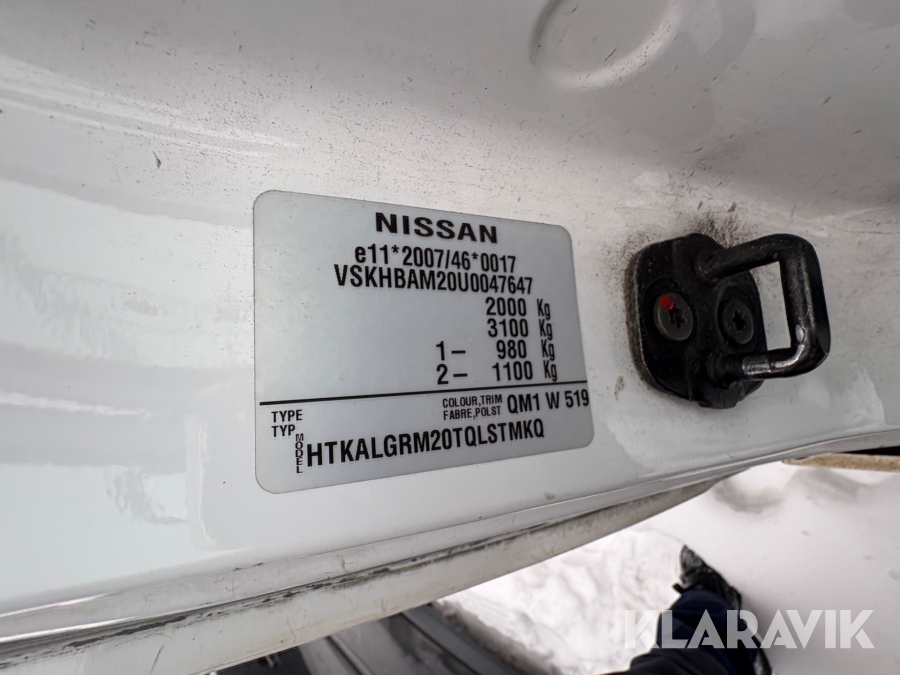 NISSAN
e11*2007/46*0017
VSKHBAM20U0047647
2000 Kg
3100 Kg
1- 980 Kg
2- 1100 Kg
TYPE COLOUR,TRIM QM1 W 519
TYP FABRE,POLST
MODEL HTKALGRM20TQLSTMKQ
KLARAVIK